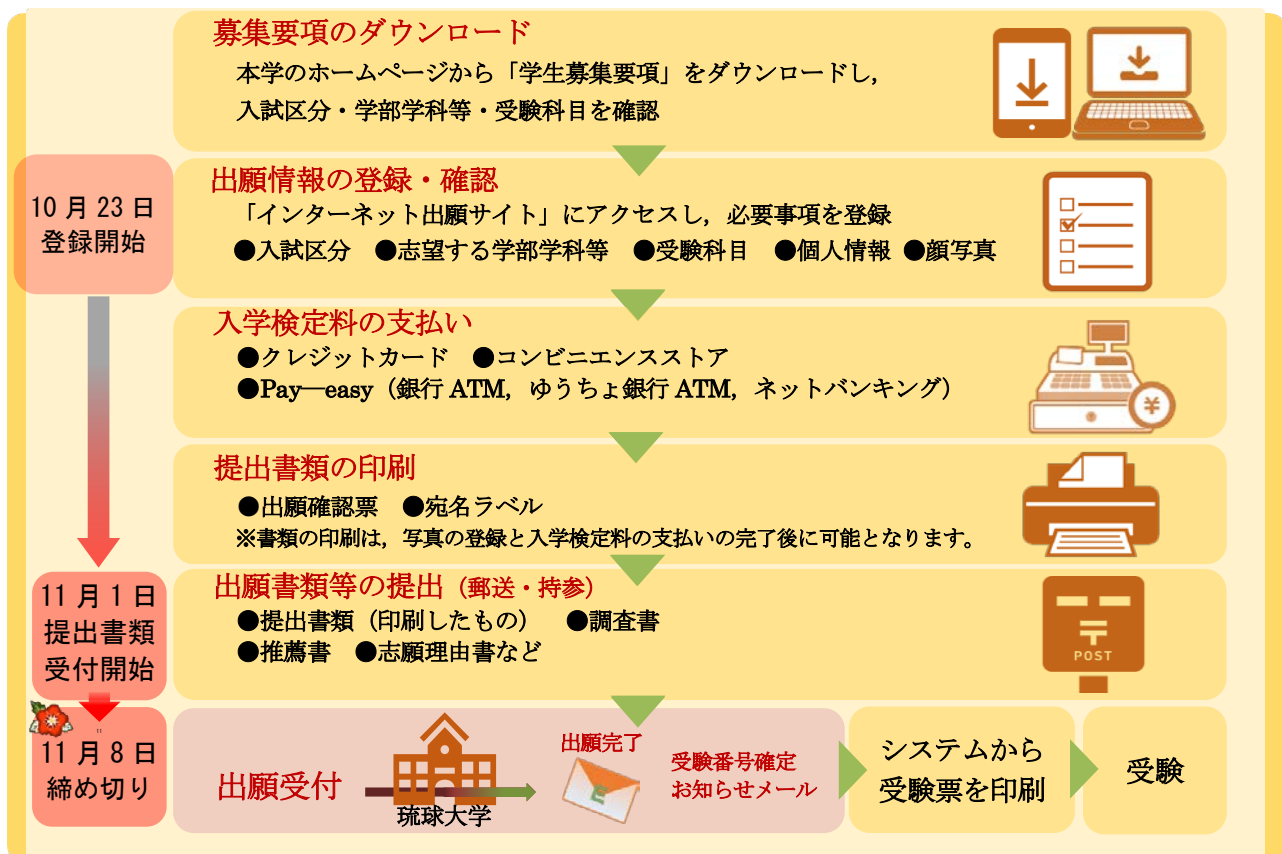 募集要項のダウンロード
本学のホームページから「学生募集要項」をダウンロードし,
入試区分・学部学科等・受験科目を確認
10月23日
登録開始
出願情報の登録・確認
「インターネット出願サイト」にアクセスし,必要事項を登録
●入試区分 ●志望する学部学科等 ●受験科目 ●個人情報 ●顔写真
入学検定料の支払い
●クレジットカード ●コンビニエンスストア
●Pay―easy(銀行ATM,ゆうちょ銀行ATM,ネットバンキング)
¥
提出書類の印刷
●出願確認票 ●宛名ラベル
※書類の印刷は,写真の登録と入学検定料の支払いの完了後に可能となります。
11月1日
提出書類
受付開始
出願書類等の提出(郵送・持参)
●提出書類(印刷したもの) ●調査書
●推薦書 ●志願理由書など
〒
POST
11月8日
締め切り
出願受付
琉球大学
出願完了
e
受験番号確定
お知らせメール
システムから
受験票を印刷
受験